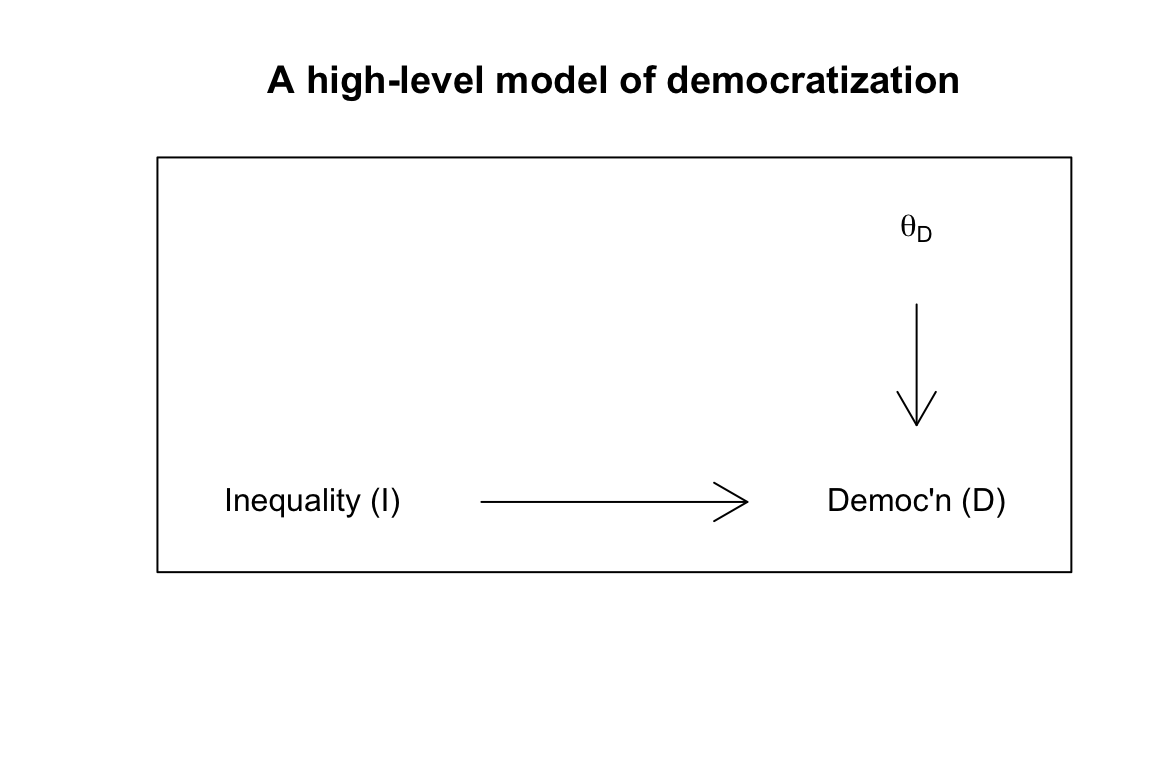 A high-level model of democratization
θD
Inequality (I)
Democ'n (D)